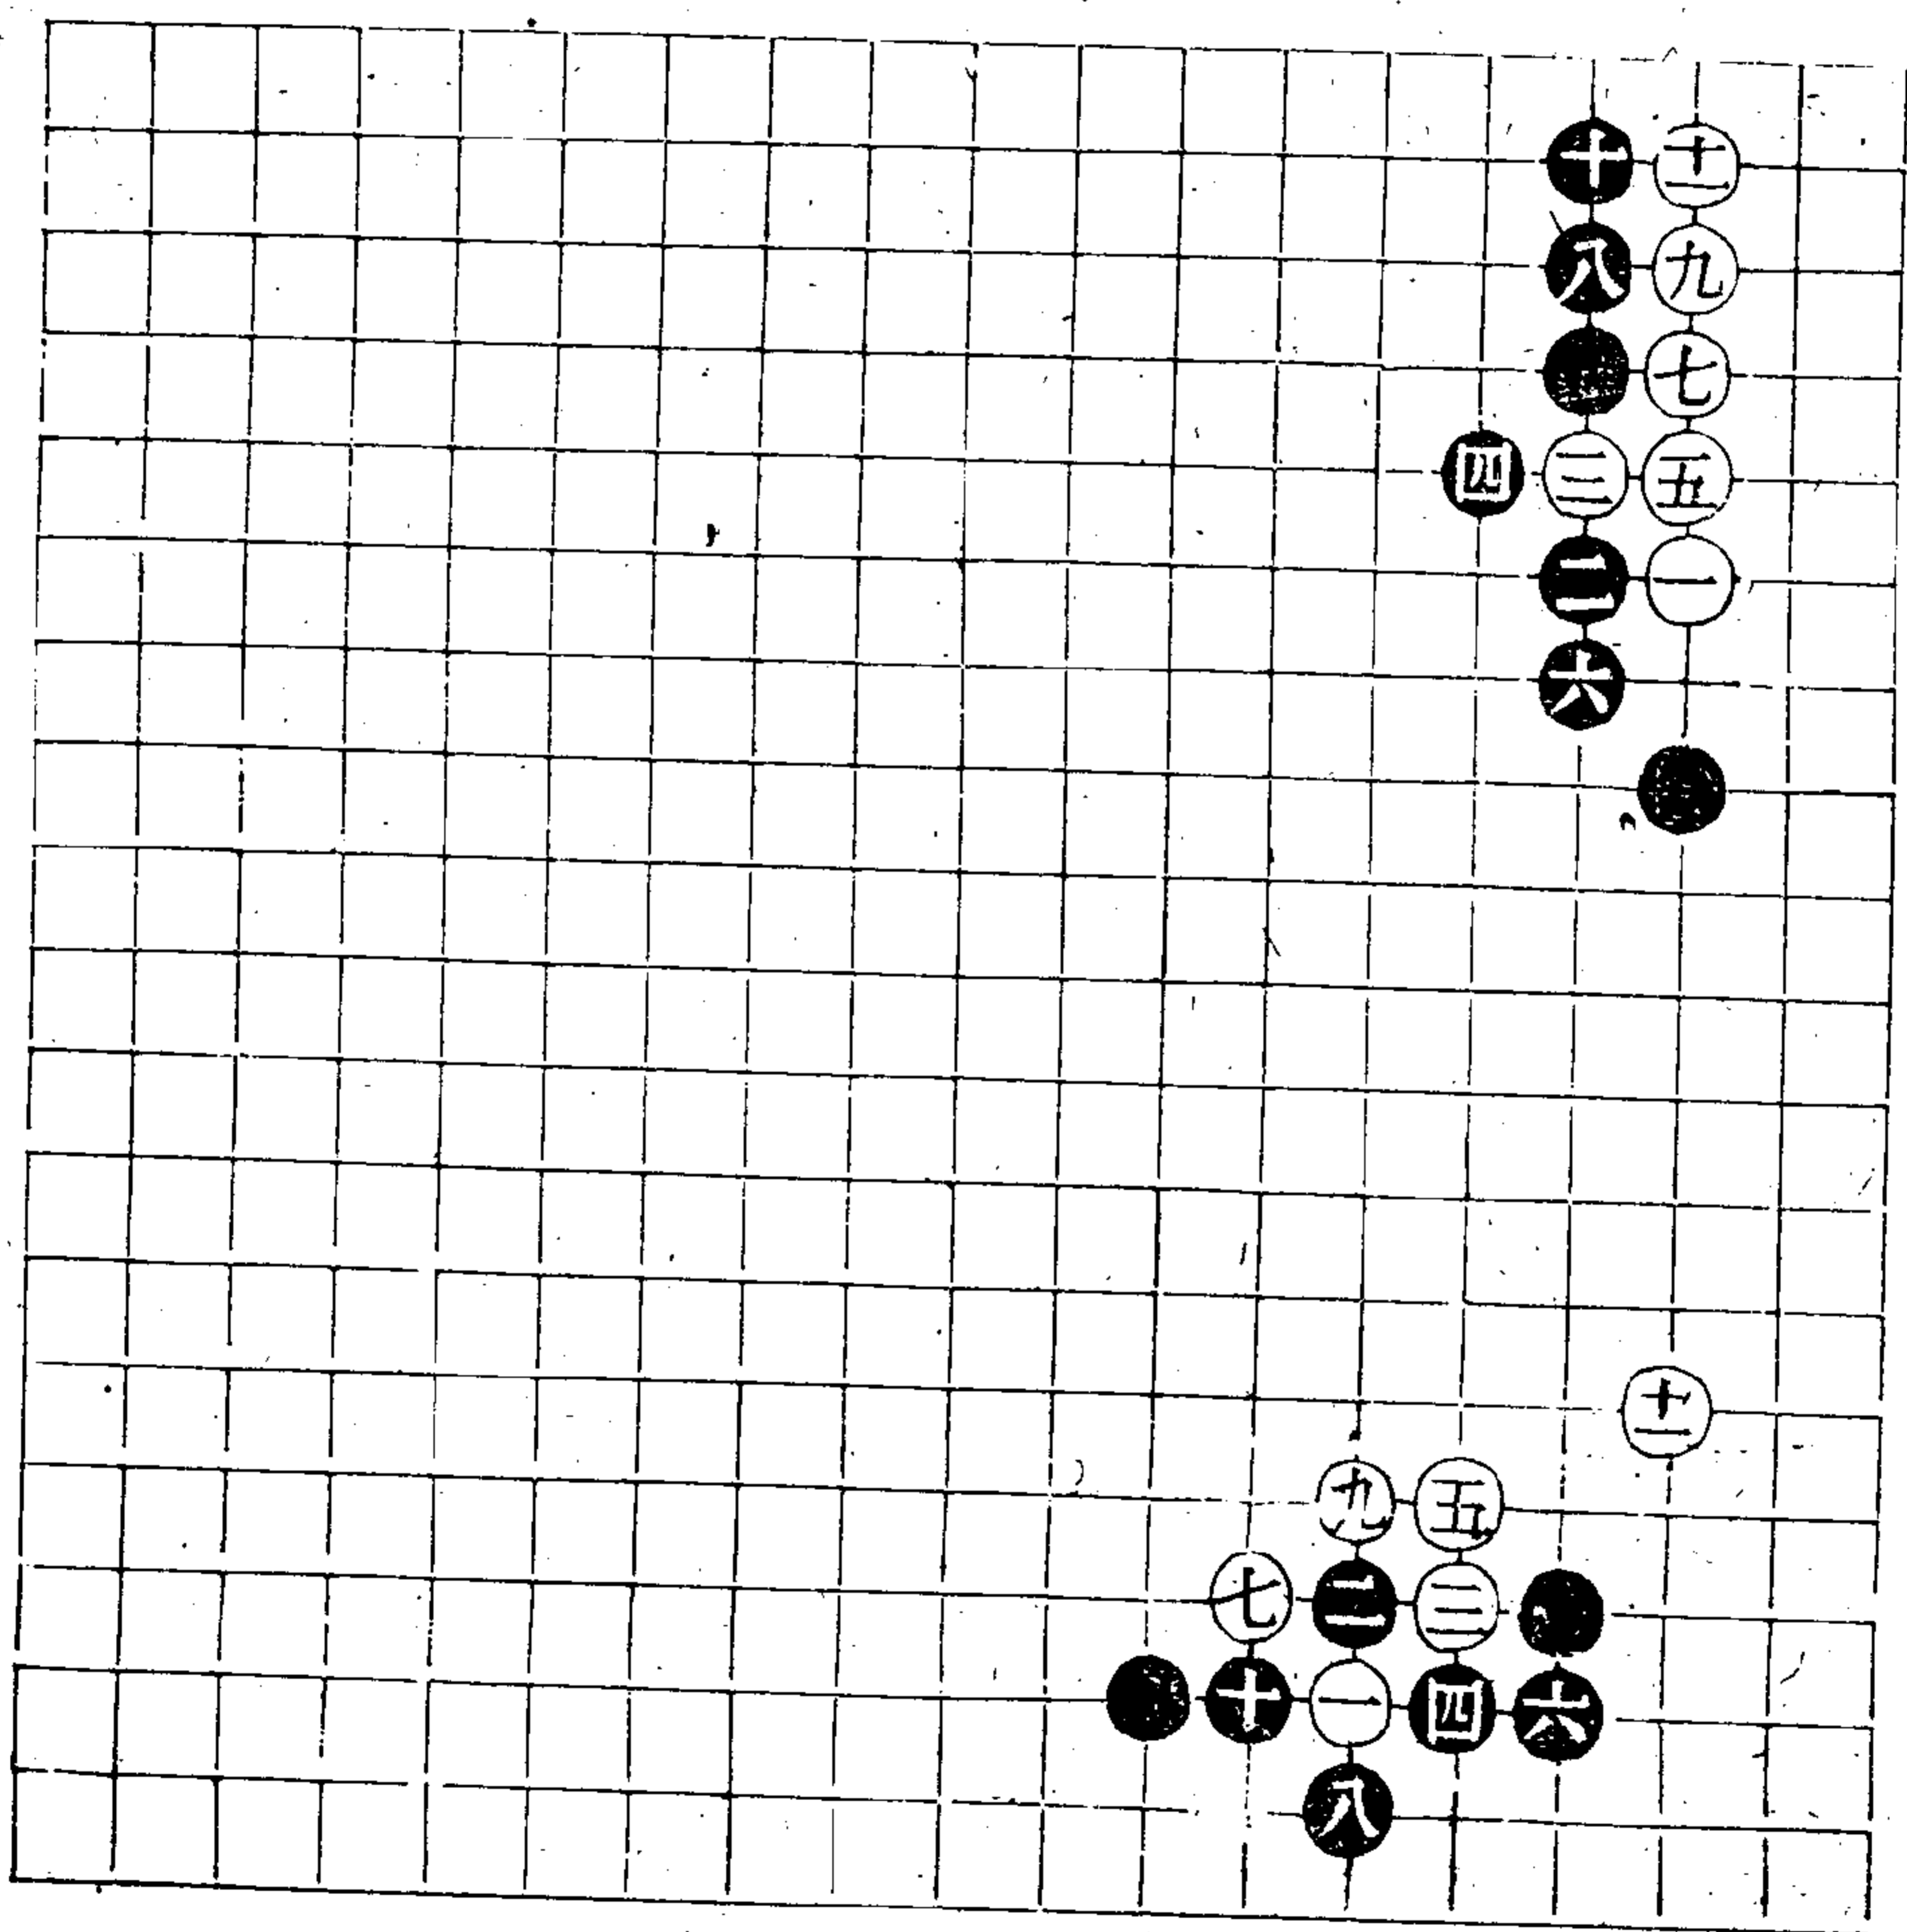 十 十一
八 九
七
四 三 五
二 一
六
十一
九 五
七 二 三
十 一 四 六
八